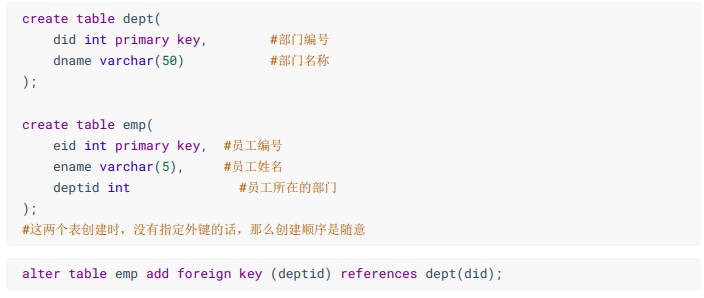 create table dept(
    did int primary key,        #部门编号
    dname varchar(50)           #部门名称
);

create table emp(
    eid int primary key,  #员工编号
    ename varchar(5),     #员工姓名
    deptid int              #员工所在的部门
);
#这两个表创建时，没有指定外键的话，那么创建顺序是随意

alter table emp add foreign key (deptid) references dept(did);